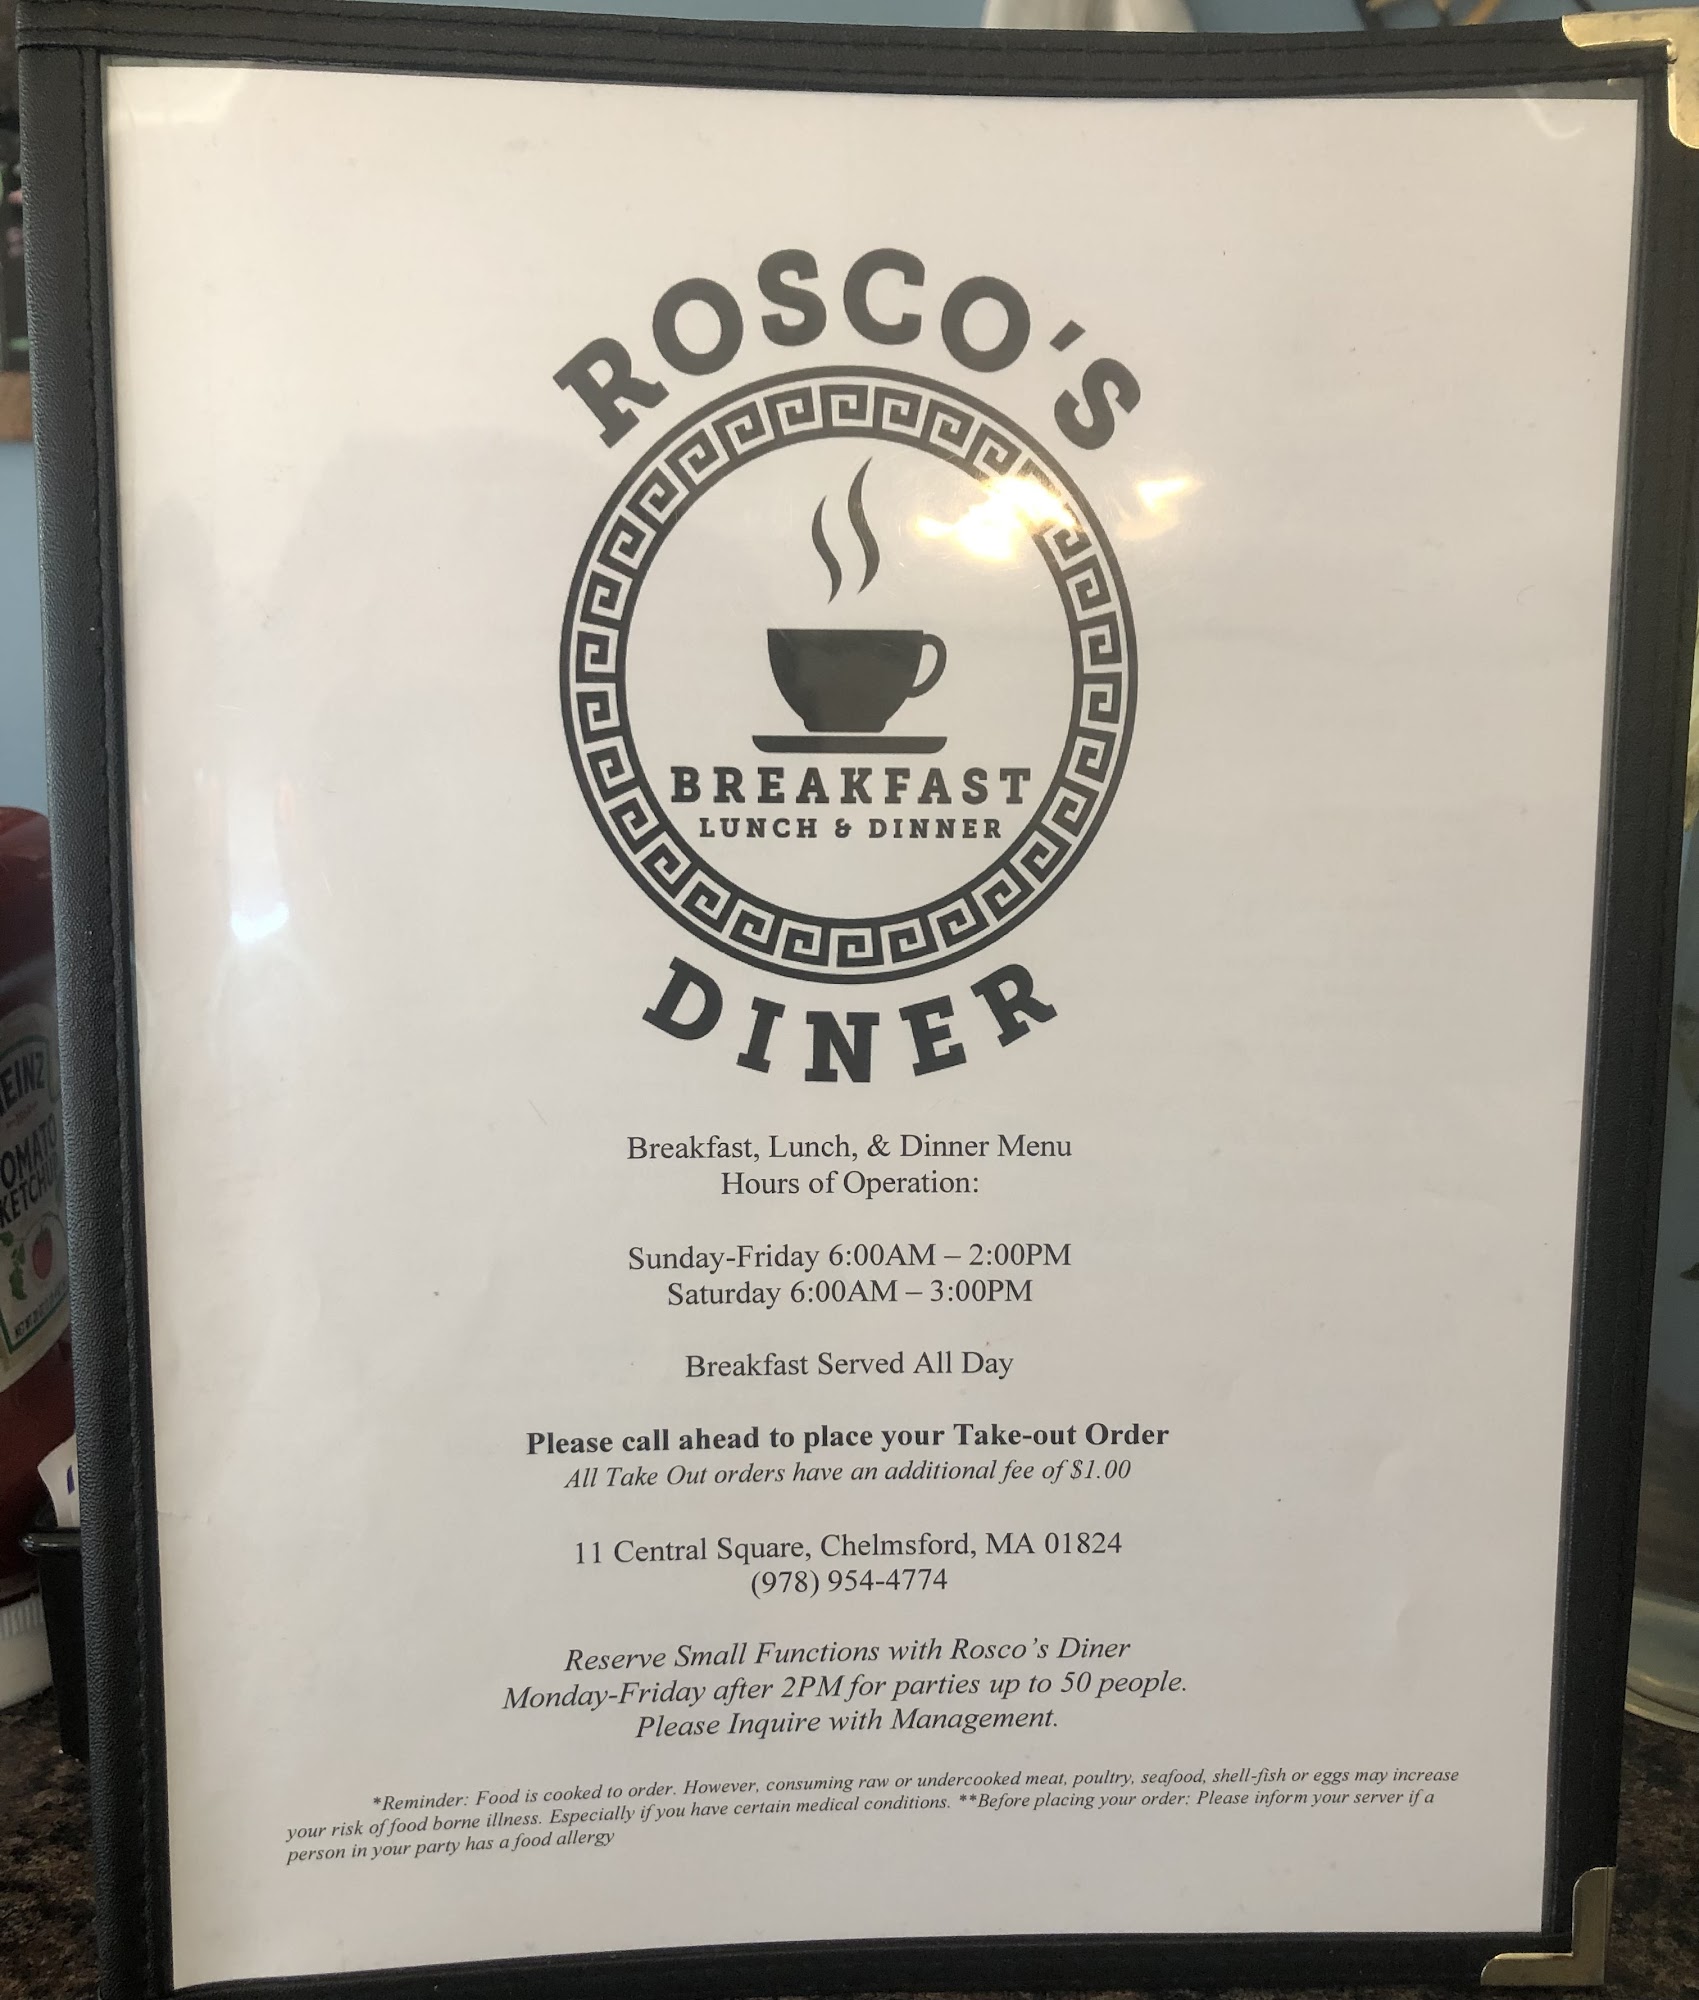 ROSCO'S
BREAKFAST
LUNCH & DINNER
DINER
Breakfast, Lunch, & Dinner Menu
Hours of Operation:
Sunday-Friday 6:00AM – 2:00PM
Saturday 6:00AM – 3:00PM
Breakfast Served All Day
Please call ahead to place your Take-out Order
All Take Out orders have an additional fee of $1.00
11 Central Square, Chelmsford, MA 01824
(978) 954-4774
Reserve Small Functions with Rosco's Diner
Monday-Friday after 2PM for parties up to 50 people.
Please Inquire with Management.
*Reminder: Food is cooked to order. However, consuming raw or undercooked meat, poultry, seafood, shell-fish or eggs may increase
your risk of food borne illness. Especially if you have certain medical conditions. **Before placing your order: Please inform your server if a
person in your party has a food allergy
EINZ
OMATO
KETCHU